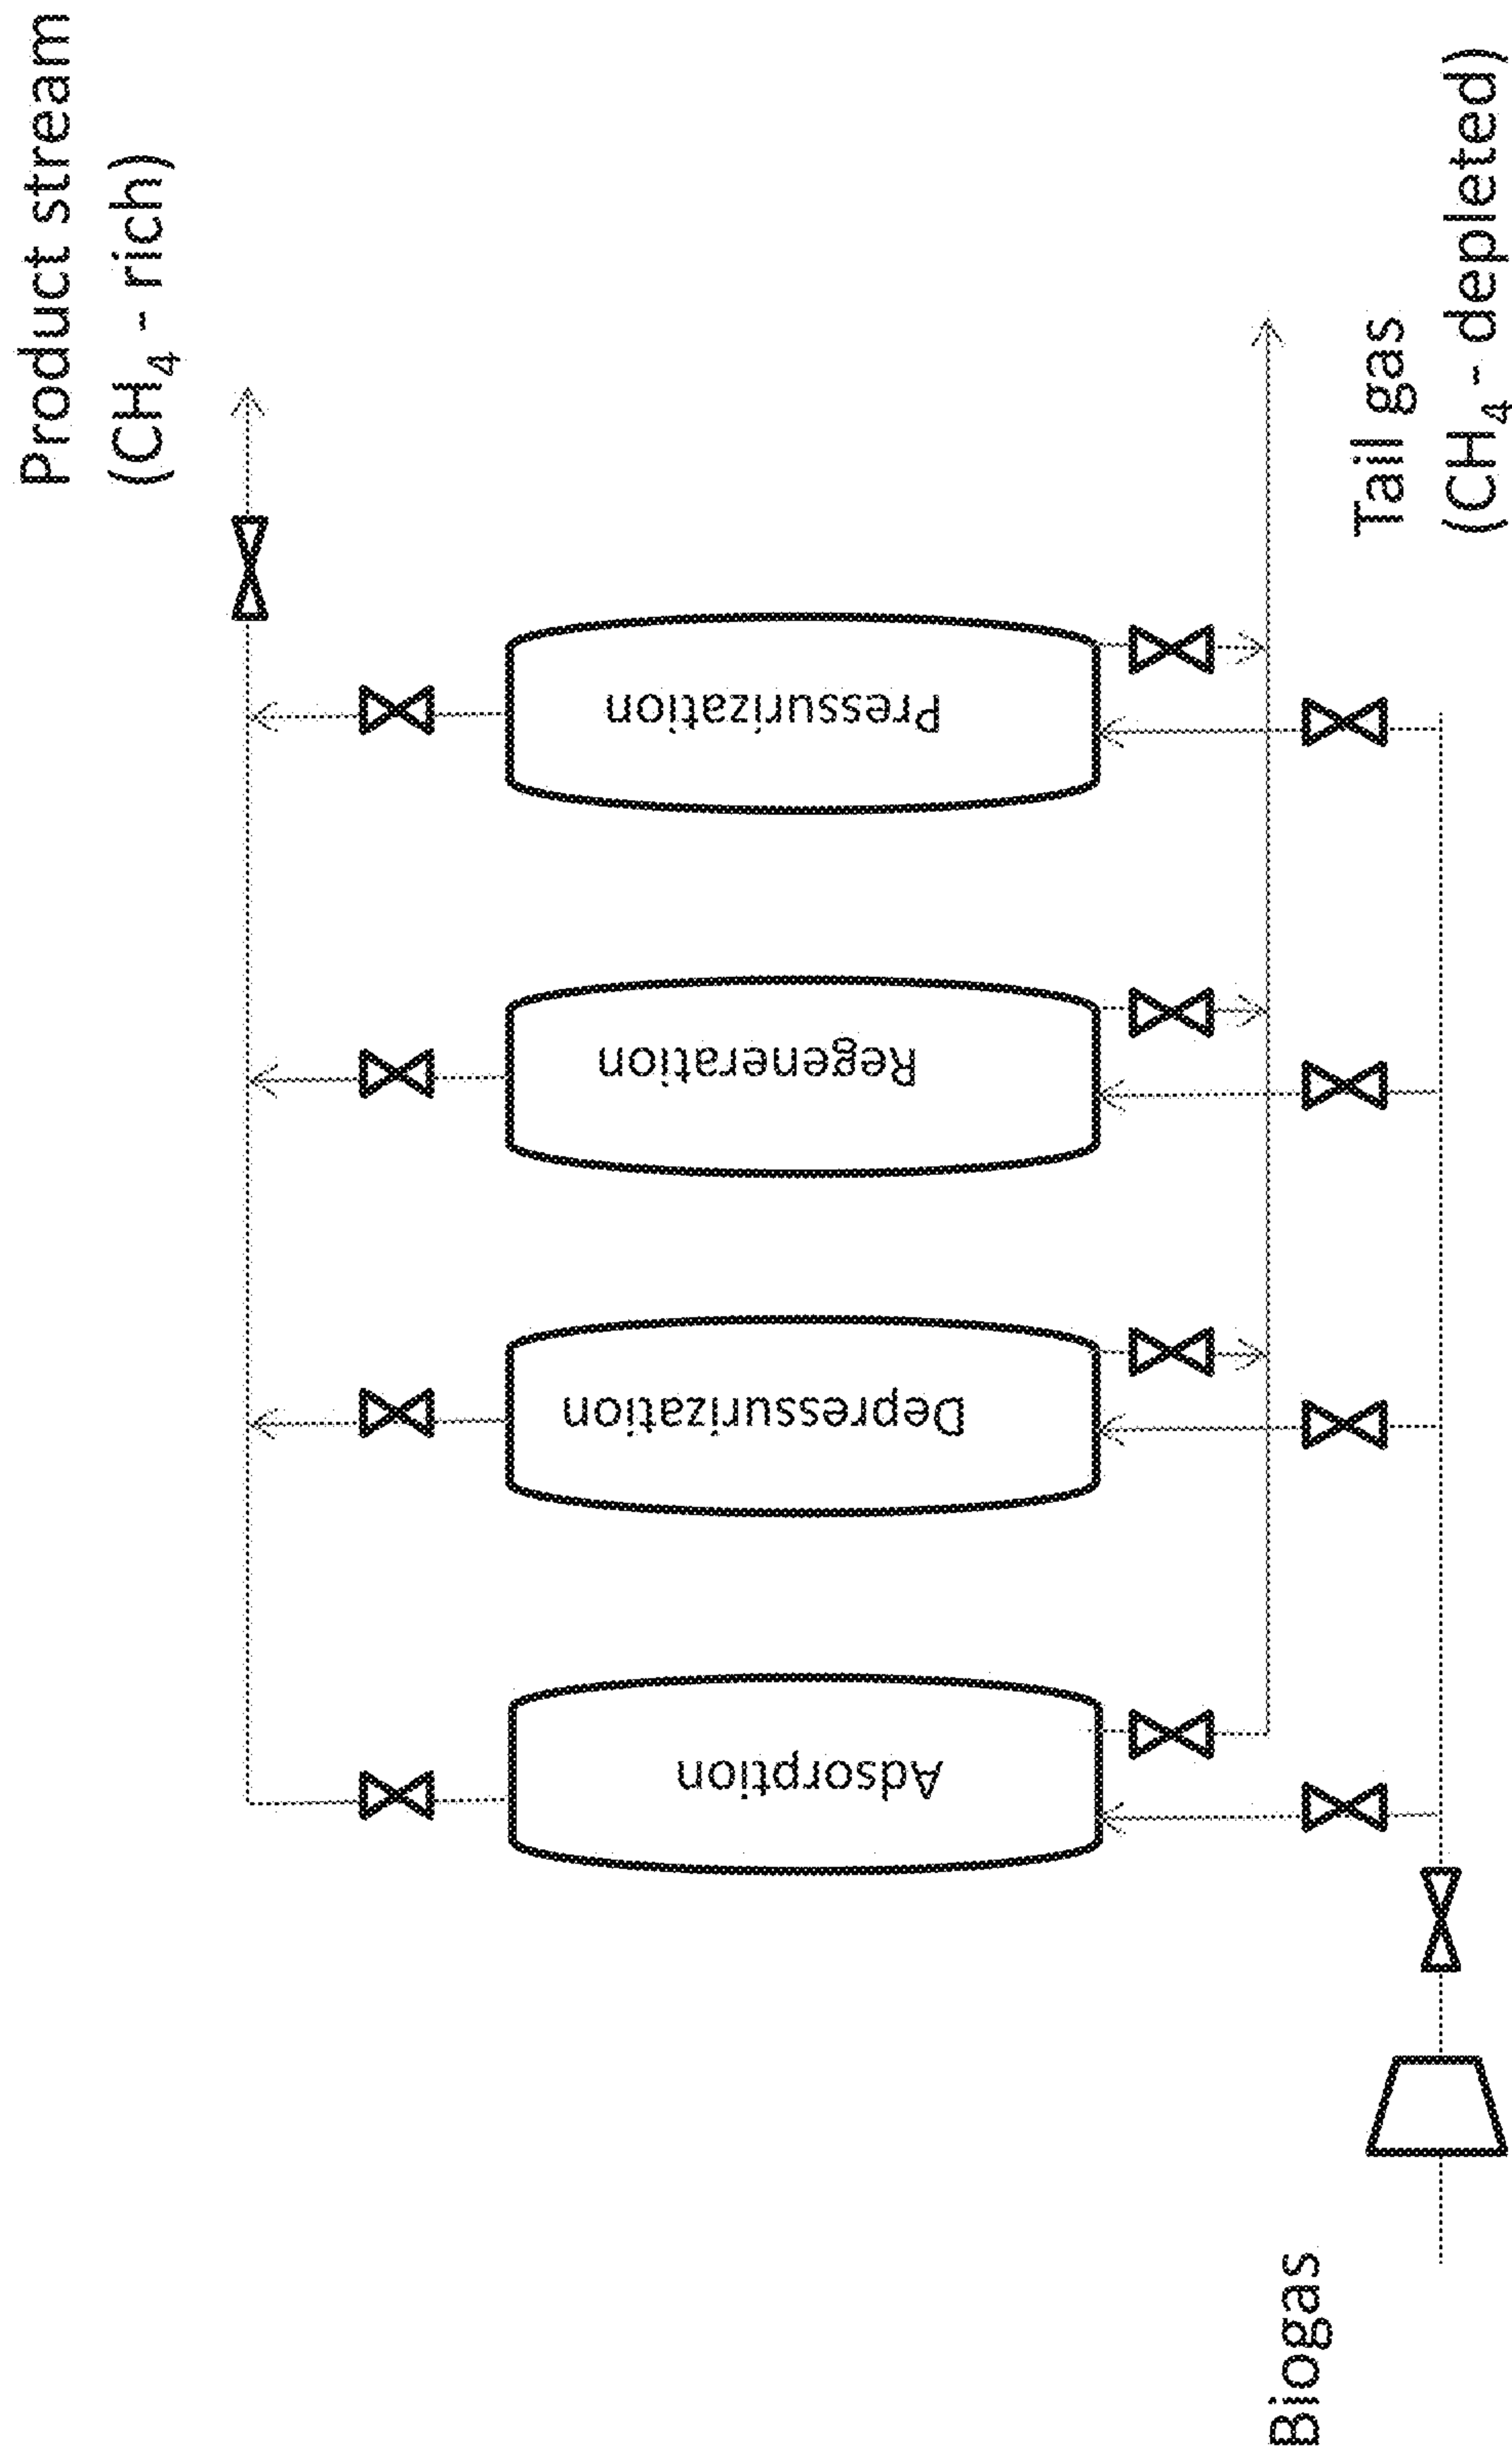 Product stream
(CH₄ - rich)
Adsorption
Depressurization
Regeneration
Pressurization
Tail gas
(CH₄ - depleted)
Biogas